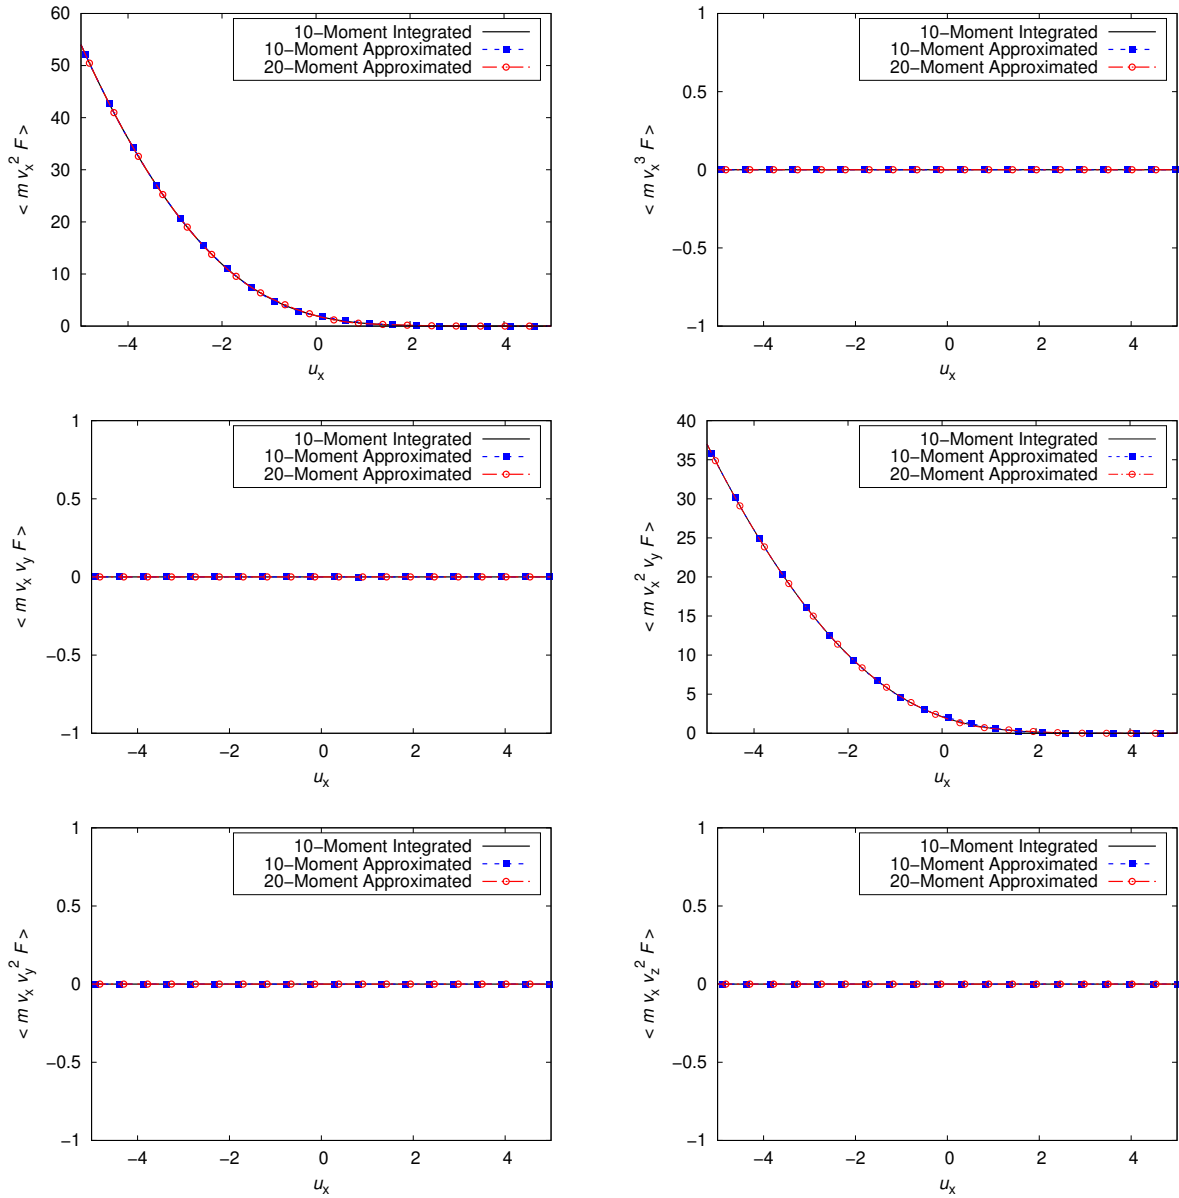 60
50
40
30
20
10
0
−4
−2
0
2
4
< m v_x^2 F >
u_x
10−Moment Integrated
10−Moment Approximated
20−Moment Approximated
1
0.5
0
−0.5
−1
−4
−2
0
2
4
< m v_x^3 F >
u_x
10−Moment Integrated
10−Moment Approximated
20−Moment Approximated
1
0.5
0
−0.5
−1
−4
−2
0
2
4
< m v_x v_y F >
u_x
10−Moment Integrated
10−Moment Approximated
20−Moment Approximated
40
35
30
25
20
15
10
5
0
−4
−2
0
2
4
< m v_x^2 v_y F >
u_x
10−Moment Integrated
10−Moment Approximated
20−Moment Approximated
1
0.5
0
−0.5
−1
−4
−2
0
2
4
< m v_x v_y^2 F >
u_x
10−Moment Integrated
10−Moment Approximated
20−Moment Approximated
1
0.5
0
−0.5
−1
−4
−2
0
2
4
< m v_x v_z^2 F >
u_x
10−Moment Integrated
10−Moment Approximated
20−Moment Approximated